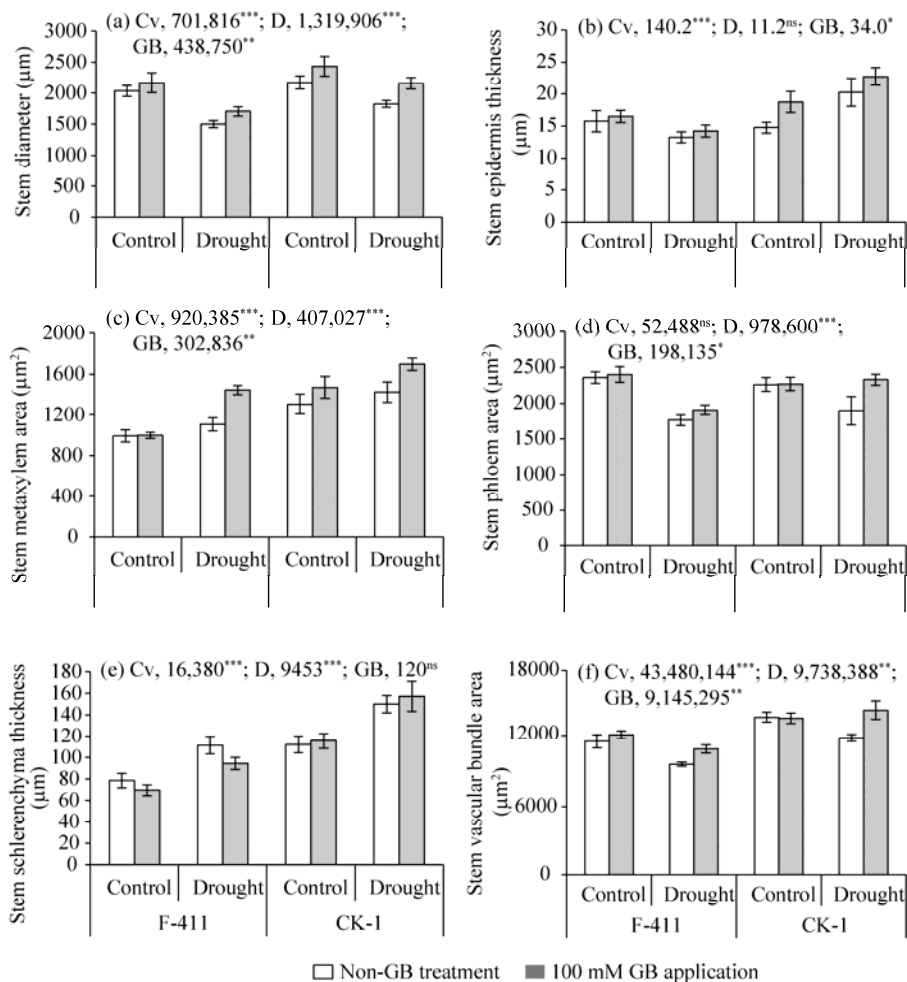 (a) Cv, 701,816***; D, 1,319,906***;
GB, 438,750**
Stem diameter (µm)
3000
2500
2000
1500
1000
500
0
Control Drought Control Drought
(b) Cv, 140.2***; D, 11.2ns; GB, 34.0*
Stem epidermis thickness
(µm)
30
25
20
15
10
5
0
Control Drought Control Drought
(c) Cv, 920,385***; D, 407,027***;
GB, 302,836**
Stem metaxylem area (µm²)
2000
1600
1200
800
400
0
Control Drought Control Drought
(d) Cv, 52,488ns; D, 978,600***;
GB, 198,135*
Stem phloem area (µm²)
3000
2500
2000
1500
1000
500
0
Control Drought Control Drought
(e) Cv, 16,380***; D, 9453***; GB, 120ns
Stem schlerenchyma thickness
(µm)
180
160
140
120
100
80
60
40
20
0
Control Drought Control Drought
F-411 CK-1
(f) Cv, 43,480,144***; D, 9,738,388**;
GB, 9,145,295**
Stem vascular bundle area
(µm²)
18000
12000
6000
0
Control Drought Control Drought
F-411 CK-1
Non-GB treatment 100 mM GB application